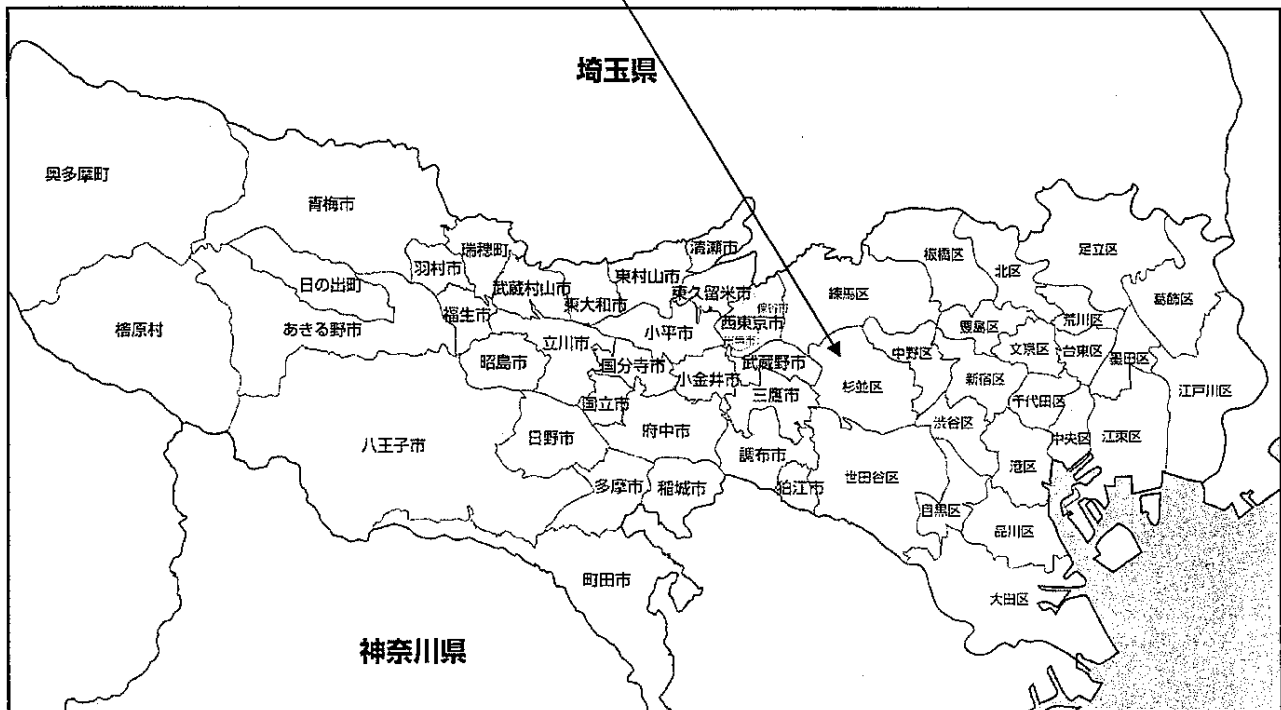 埼玉県
奥多摩町
青梅市
瑞穂町
清瀬市
羽村市
東村山市
板橋区
北区
足立区
日の出町
武蔵村山市
東大和市
東久留米市
練馬区
葛飾区
保谷市
檜原村
あきる野市
福生市
立川市
小平市
西東京市
豊島区
荒川区
昭島市
国分寺市
小金井市
武蔵野市
中野区
文京区
台東区
墨田区
三鷹市
杉並区
新宿区
江戸川区
国立市
千代田区
渋谷区
八王子市
日野市
府中市
調布市
港区
中央区
江東区
多摩市
稲城市
狛江市
世田谷区
目黒区
品川区
町田市
大田区
神奈川県